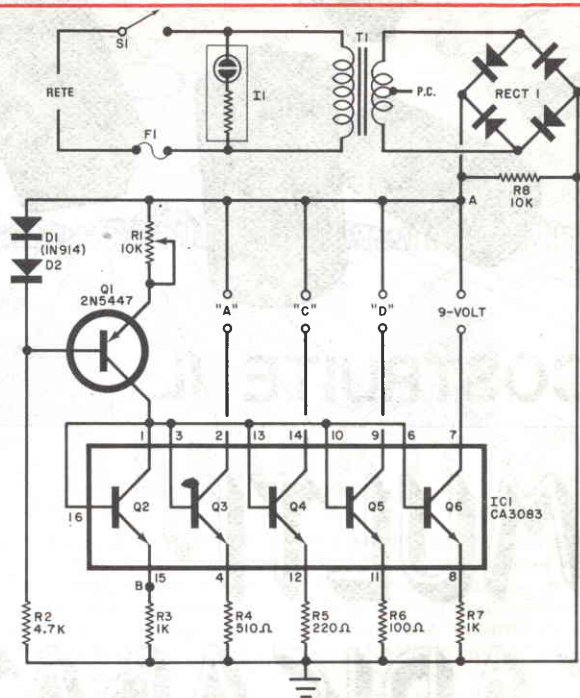 S1
T1
RETE
I1
P.C.
RECT 1
F1
R8
10K
A
D1
(IN914)
D2
R1
10K
Q1
2N5447
"A"
"C"
"D"
9-VOLT
1
3
2
13
14
10
9
6
7
16
Q2
Q3
Q4
Q5
Q6
IC1
CA3083
B
15
4
12
11
8
R2
4.7K
R3
1K
R4
510Ω
R5
220Ω
R6
100Ω
R7
1K